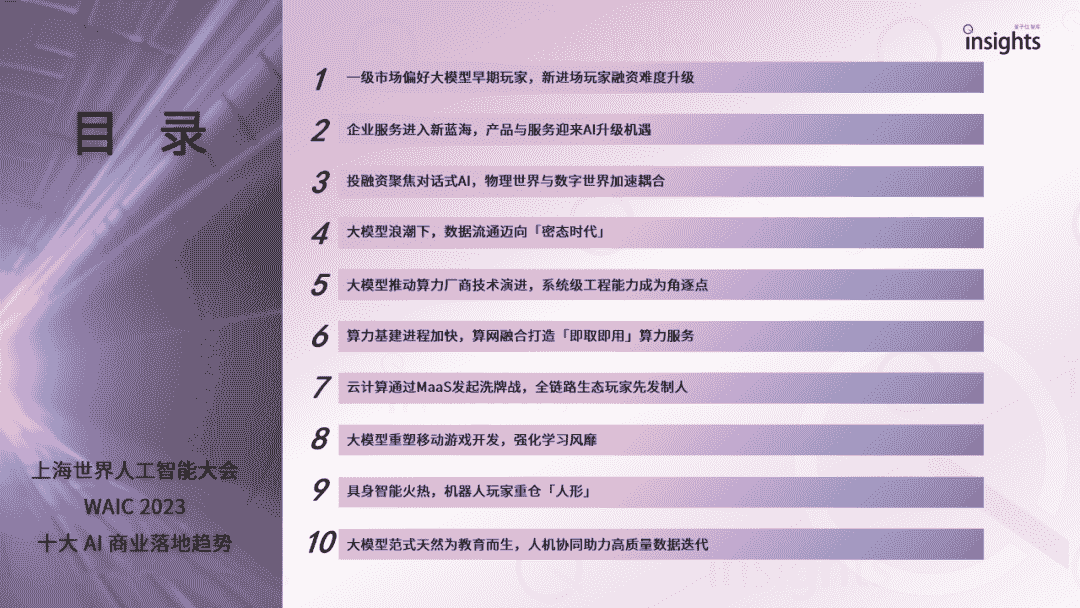 目 录
上海世界人工智能大会
WAIC 2023
十大 AI 商业落地趋势
量子位 智库
insights
1 一级市场偏好大模型早期玩家，新进场玩家融资难度升级
2 企业服务进入新蓝海，产品与服务迎来AI升级机遇
3 投融资聚焦对话式AI，物理世界与数字世界加速耦合
4 大模型浪潮下，数据流通迈向「密态时代」
5 大模型推动算力厂商技术演进，系统级工程能力成为角逐点
6 算力基建进程加快，算网融合打造「即取即用」算力服务
7 云计算通过MaaS发起洗牌战，全链路生态玩家先发制人
8 大模型重塑移动游戏开发，强化学习风靡
9 具身智能火热，机器人玩家重仓「人形」
10 大模型范式天然为教育而生，人机协同助力高质量数据迭代